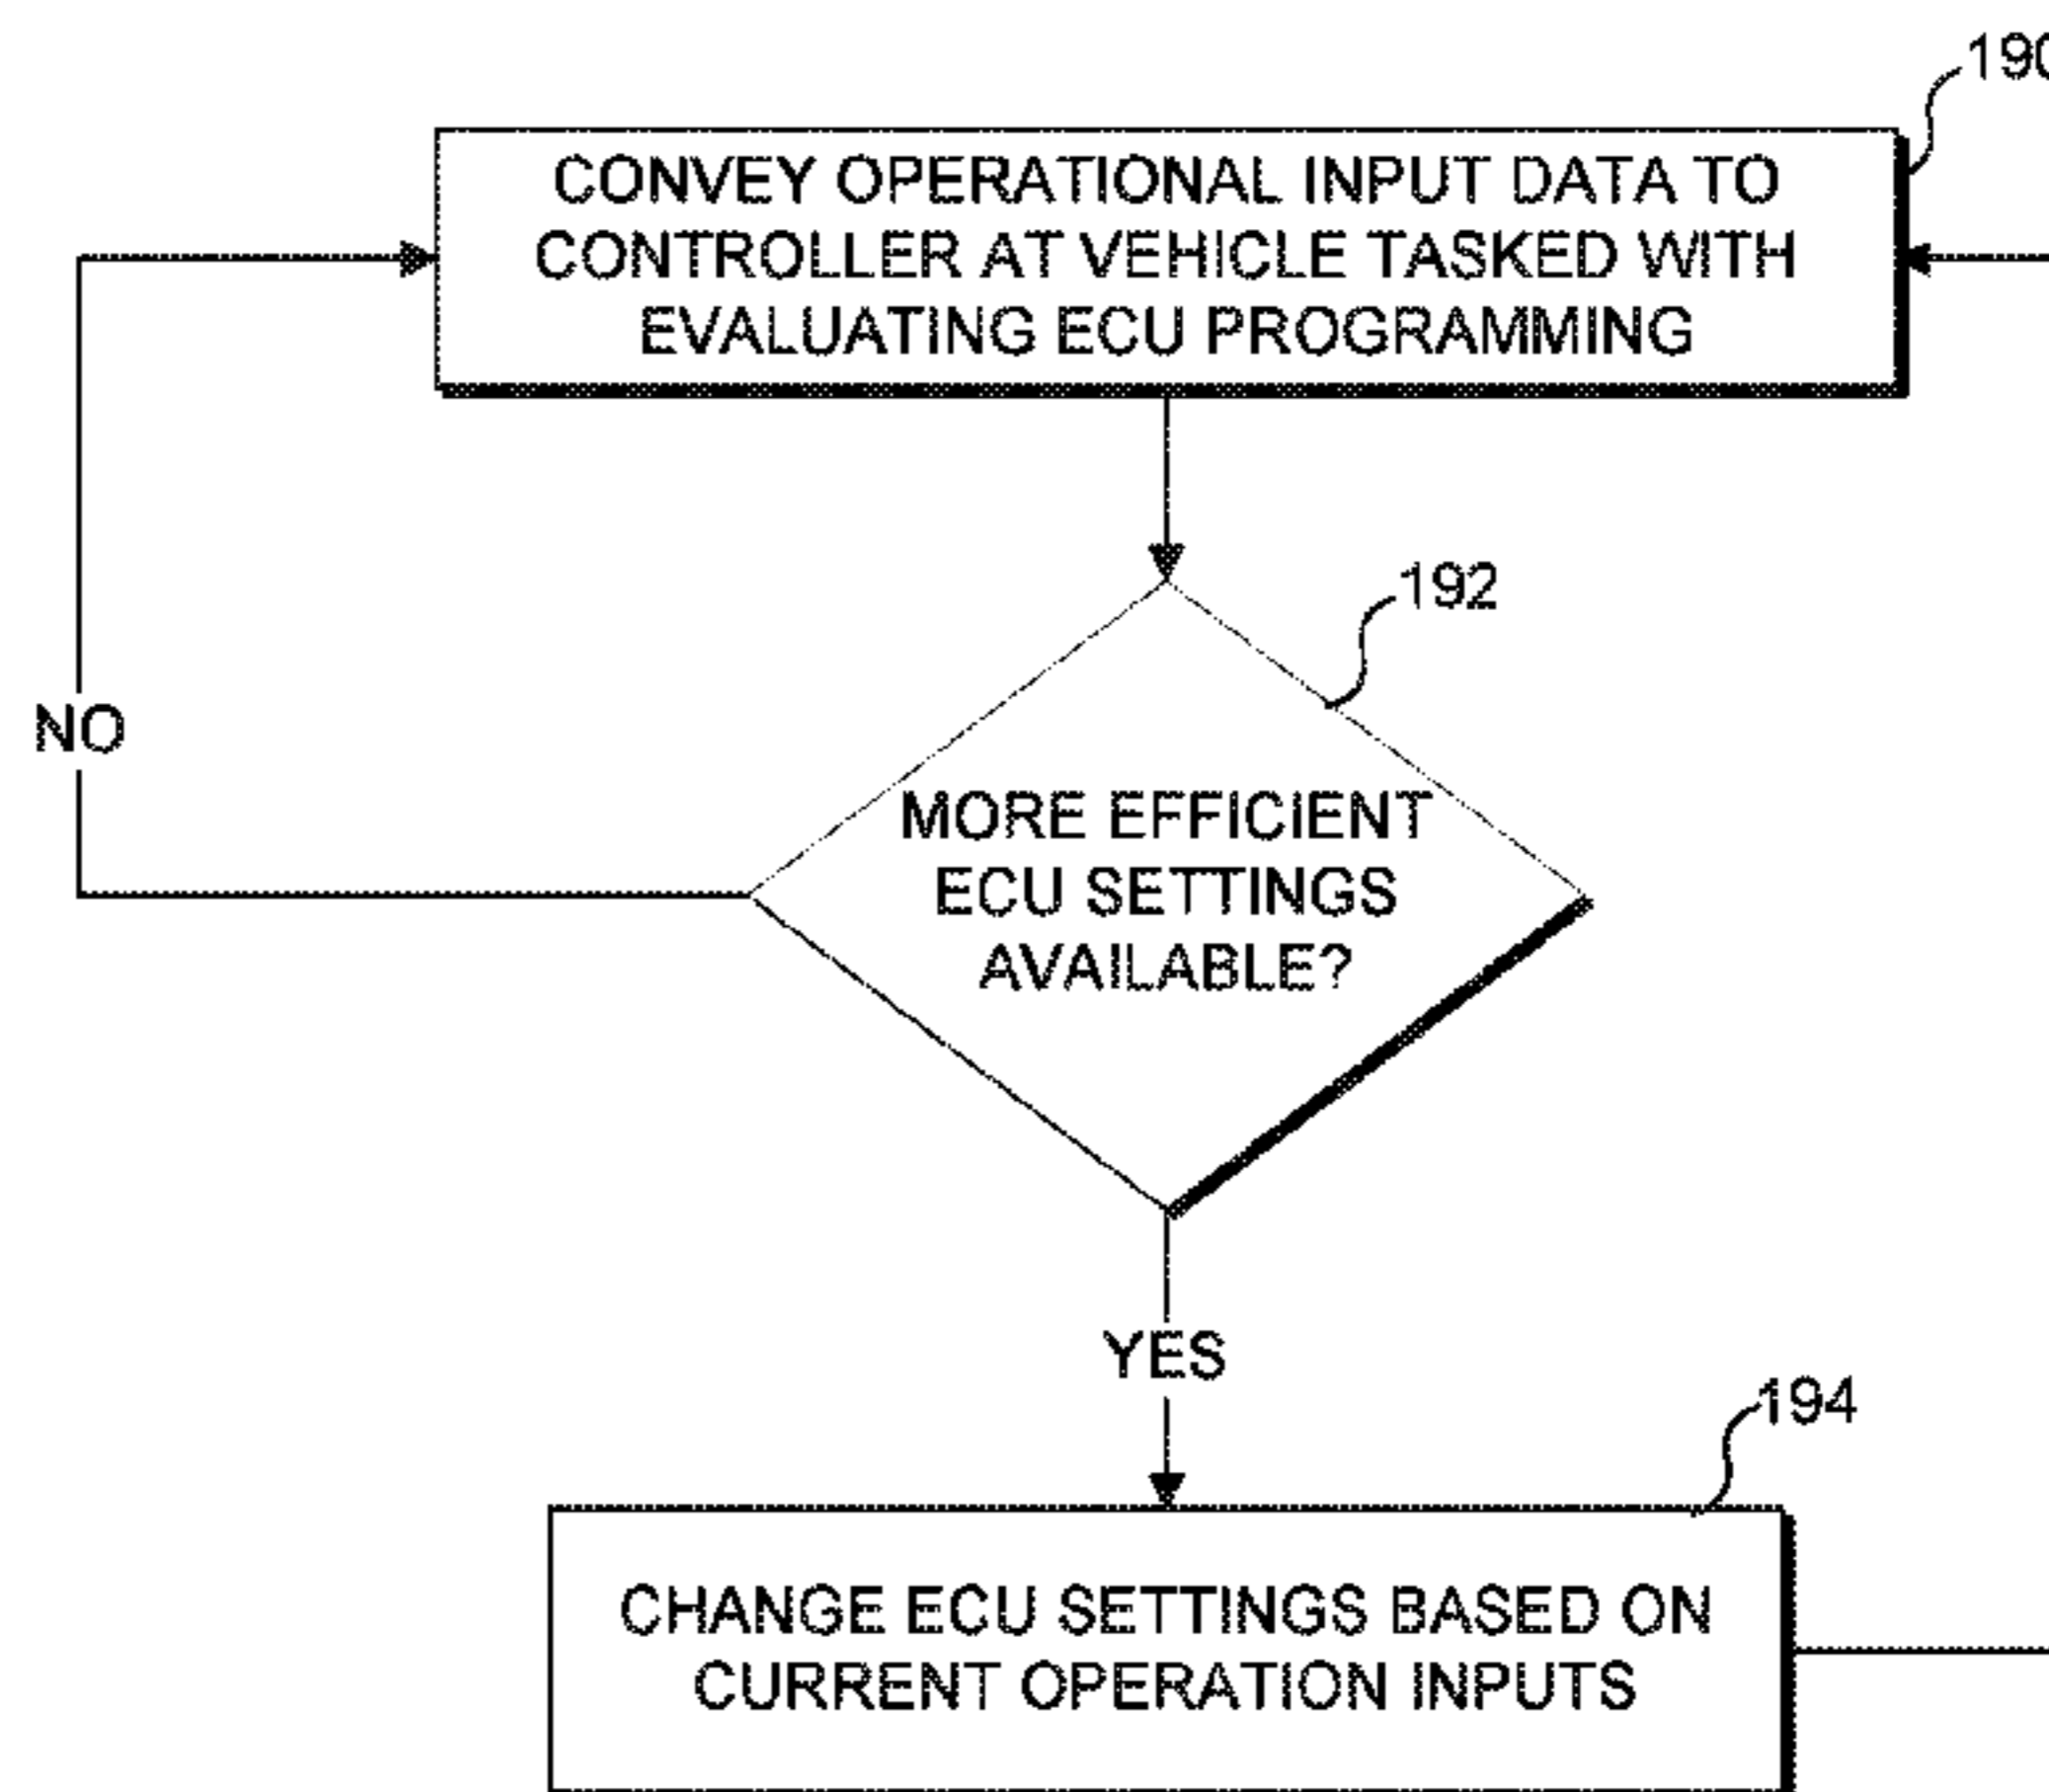 190
CONVEY OPERATIONAL INPUT DATA TO
CONTROLLER AT VEHICLE TASKED WITH
EVALUATING ECU PROGRAMMING
192
NO
MORE EFFICIENT
ECU SETTINGS
AVAILABLE?
YES
194
CHANGE ECU SETTINGS BASED ON
CURRENT OPERATION INPUTS